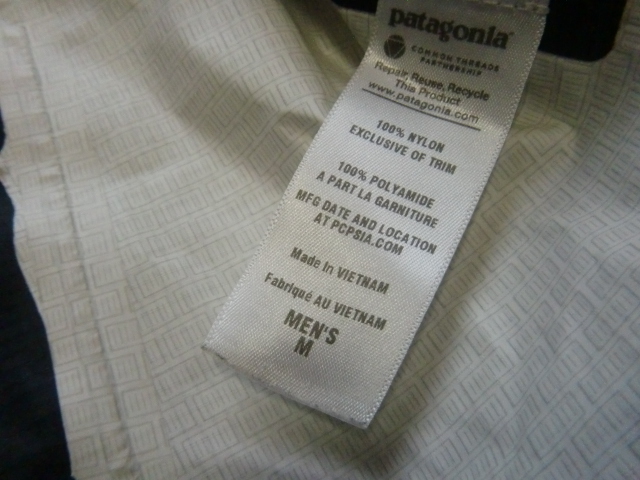 patagonia®
COMMON THREADS
PARTNERSHIP
Repair, Reuse, Recycle
This Product
www.patagonia.com
100% NYLON
EXCLUSIVE OF TRIM
100% POLYAMIDE
A PART LA GARNITURE
MFG DATE AND LOCATION
AT PCPSIA.COM
Made In VIETNAM
Fabriqué AU VIETNAM
MEN'S
M